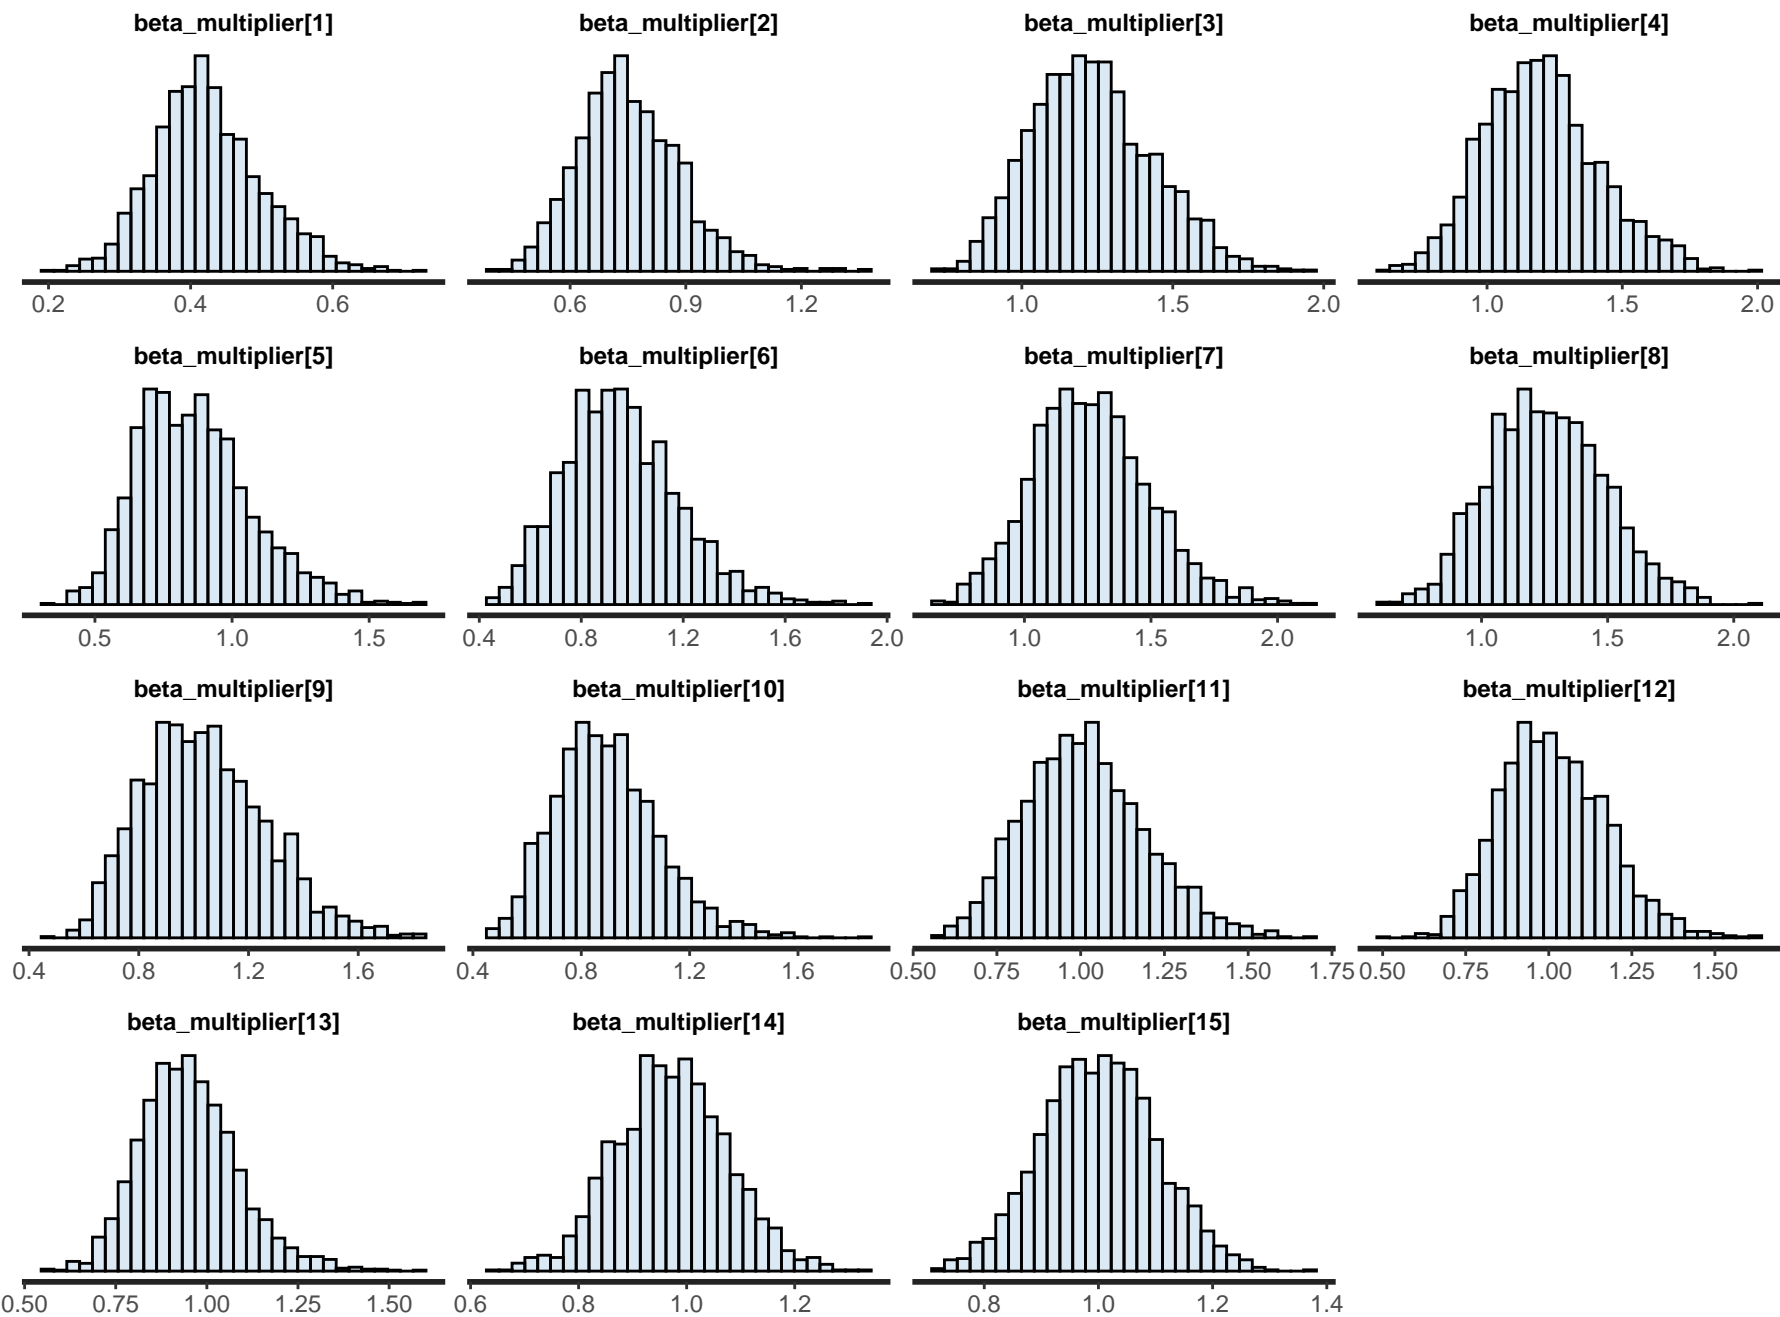 beta_multiplier[1] beta_multiplier[2] beta_multiplier[3] beta_multiplier[4]
0.2 0.4 0.6 0.6 0.9 1.2 1.0 1.5 2.0 1.0 1.5 2.0
beta_multiplier[5] beta_multiplier[6] beta_multiplier[7] beta_multiplier[8]
0.5 1.0 1.5 0.4 0.8 1.2 1.6 2.0 1.0 1.5 2.0 1.0 1.5 2.0
beta_multiplier[9] beta_multiplier[10] beta_multiplier[11] beta_multiplier[12]
0.4 0.8 1.2 1.6 0.4 0.8 1.2 1.6 0.50 0.75 1.00 1.25 1.50 1.75 0.50 0.75 1.00 1.25 1.50
beta_multiplier[13] beta_multiplier[14] beta_multiplier[15]
0.50 0.75 1.00 1.25 1.50 0.6 0.8 1.0 1.2 0.8 1.0 1.2 1.4